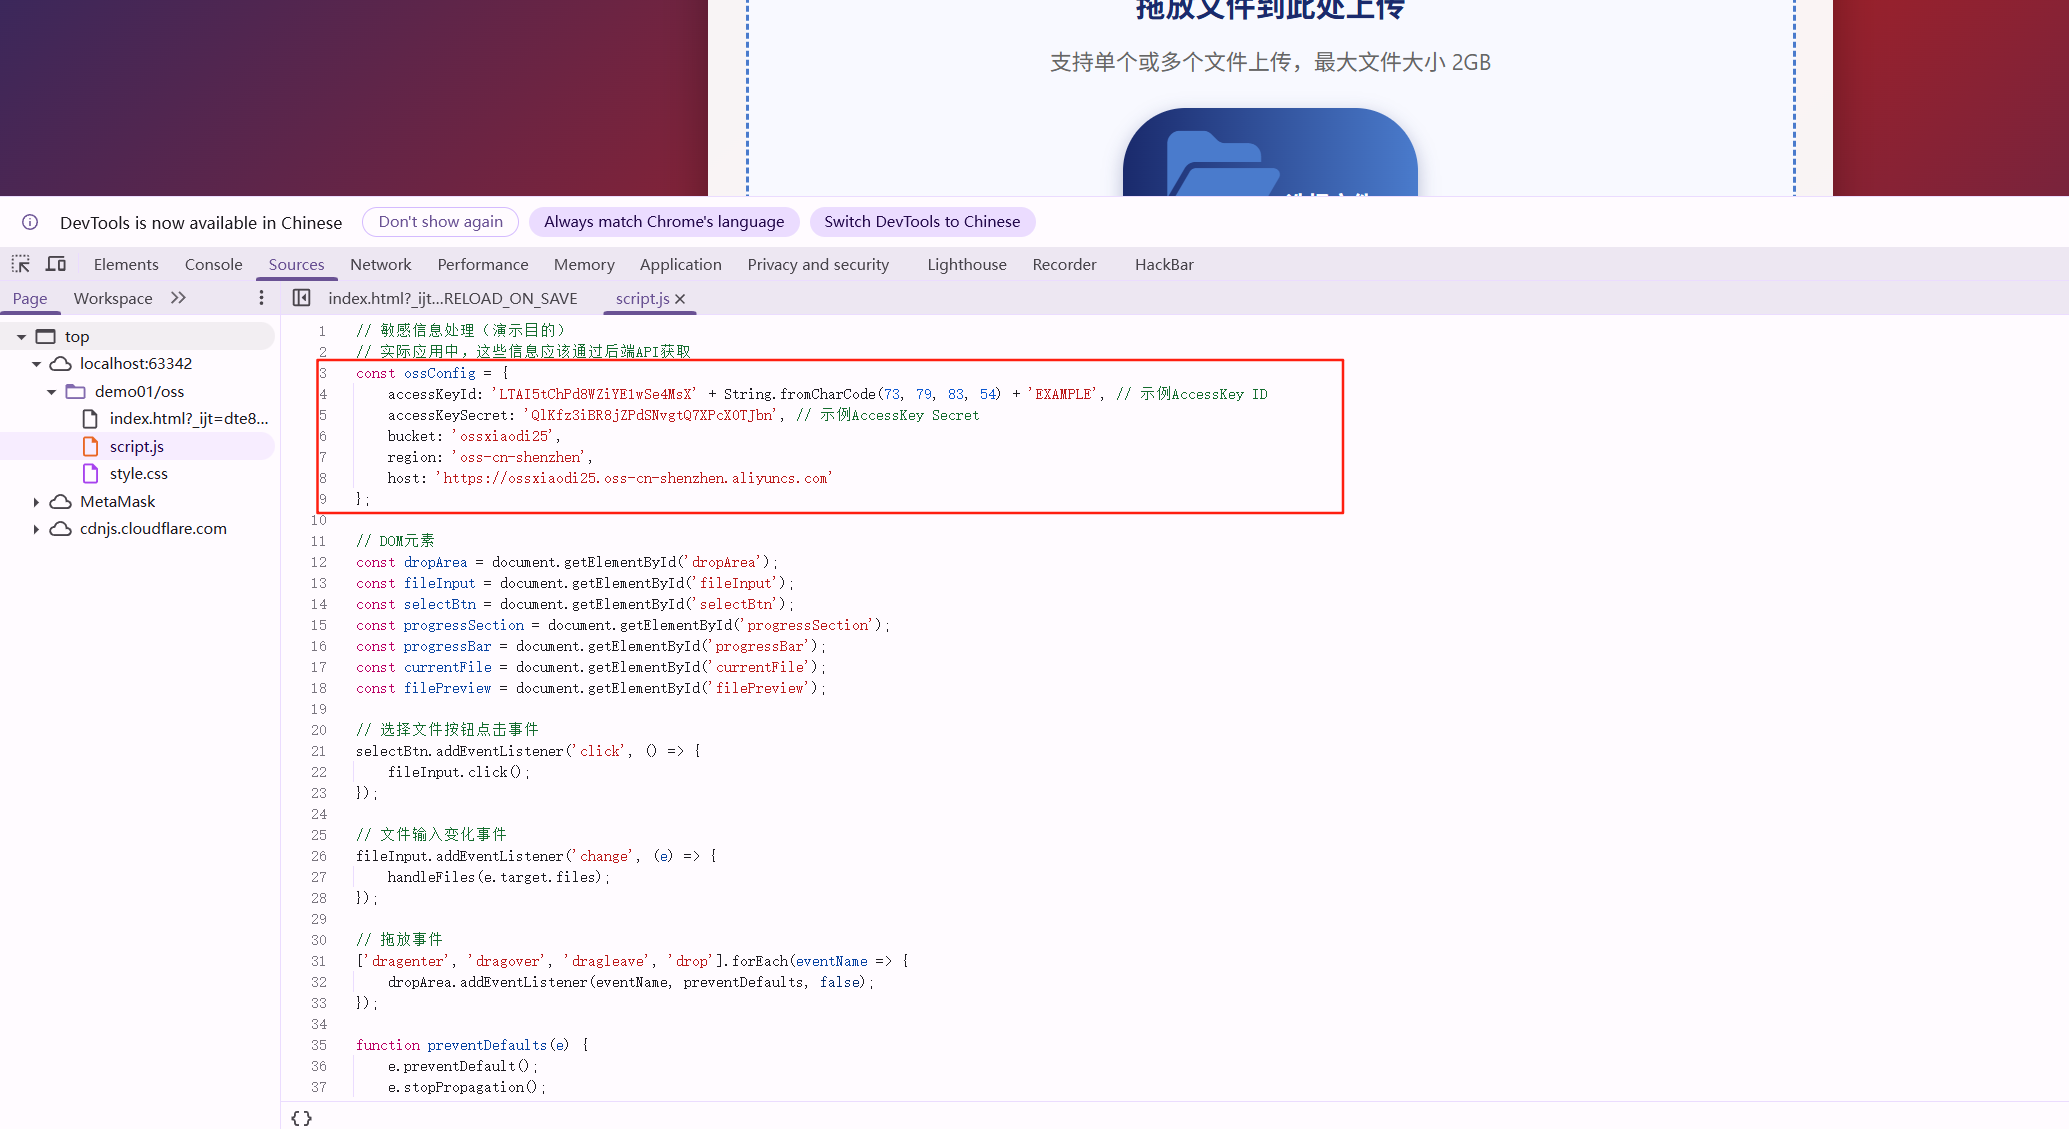 拖放文件到此处上传
支持单个或多个文件上传，最大文件大小 2GB
选择文件
DevTools is now available in Chinese
Don't show again
Always match Chrome's language
Switch DevTools to Chinese
Elements Console Sources Network Performance Memory Application Privacy and security Lighthouse Recorder HackBar
Page Workspace
index.html?_ijt...RELOAD_ON_SAVE script.js
top
localhost:63342
demo01/oss
index.html?_ijt=dte8...
script.js
style.css
MetaMask
cdnjs.cloudflare.com
1 // 敏感信息处理（演示目的）
2 // 实际应用中，这些信息应该通过后端API获取
3 const ossConfig = {
4 accessKeyId: 'LTAI5tChPd8WZiYE1wSe4MsX' + String.fromCharCode(73, 79, 83, 54) + 'EXAMPLE', // 示例AccessKey ID
5 accessKeySecret: 'QlKfz3iBR8jZPdSNvgtQ7XPcXOTJbn', // 示例AccessKey Secret
6 bucket: 'ossxiaodi25',
7 region: 'oss-cn-shenzhen',
8 host: 'https://ossxiaodi25.oss-cn-shenzhen.aliyuncs.com'
9 };
10
11 // DOM元素
12 const dropArea = document.getElementById('dropArea');
13 const fileInput = document.getElementById('fileInput');
14 const selectBtn = document.getElementById('selectBtn');
15 const progressSection = document.getElementById('progressSection');
16 const progressBar = document.getElementById('progressBar');
17 const currentFile = document.getElementById('currentFile');
18 const filePreview = document.getElementById('filePreview');
19
20 // 选择文件按钮点击事件
21 selectBtn.addEventListener('click', () => {
22 fileInput.click();
23 });
24
25 // 文件输入变化事件
26 fileInput.addEventListener('change', (e) => {
27 handleFiles(e.target.files);
28 });
29
30 // 拖放事件
31 ['dragenter', 'dragover', 'dragleave', 'drop'].forEach(eventName => {
32 dropArea.addEventListener(eventName, preventDefaults, false);
33 });
34
35 function preventDefaults(e) {
36 e.preventDefault();
37 e.stopPropagation();
{}